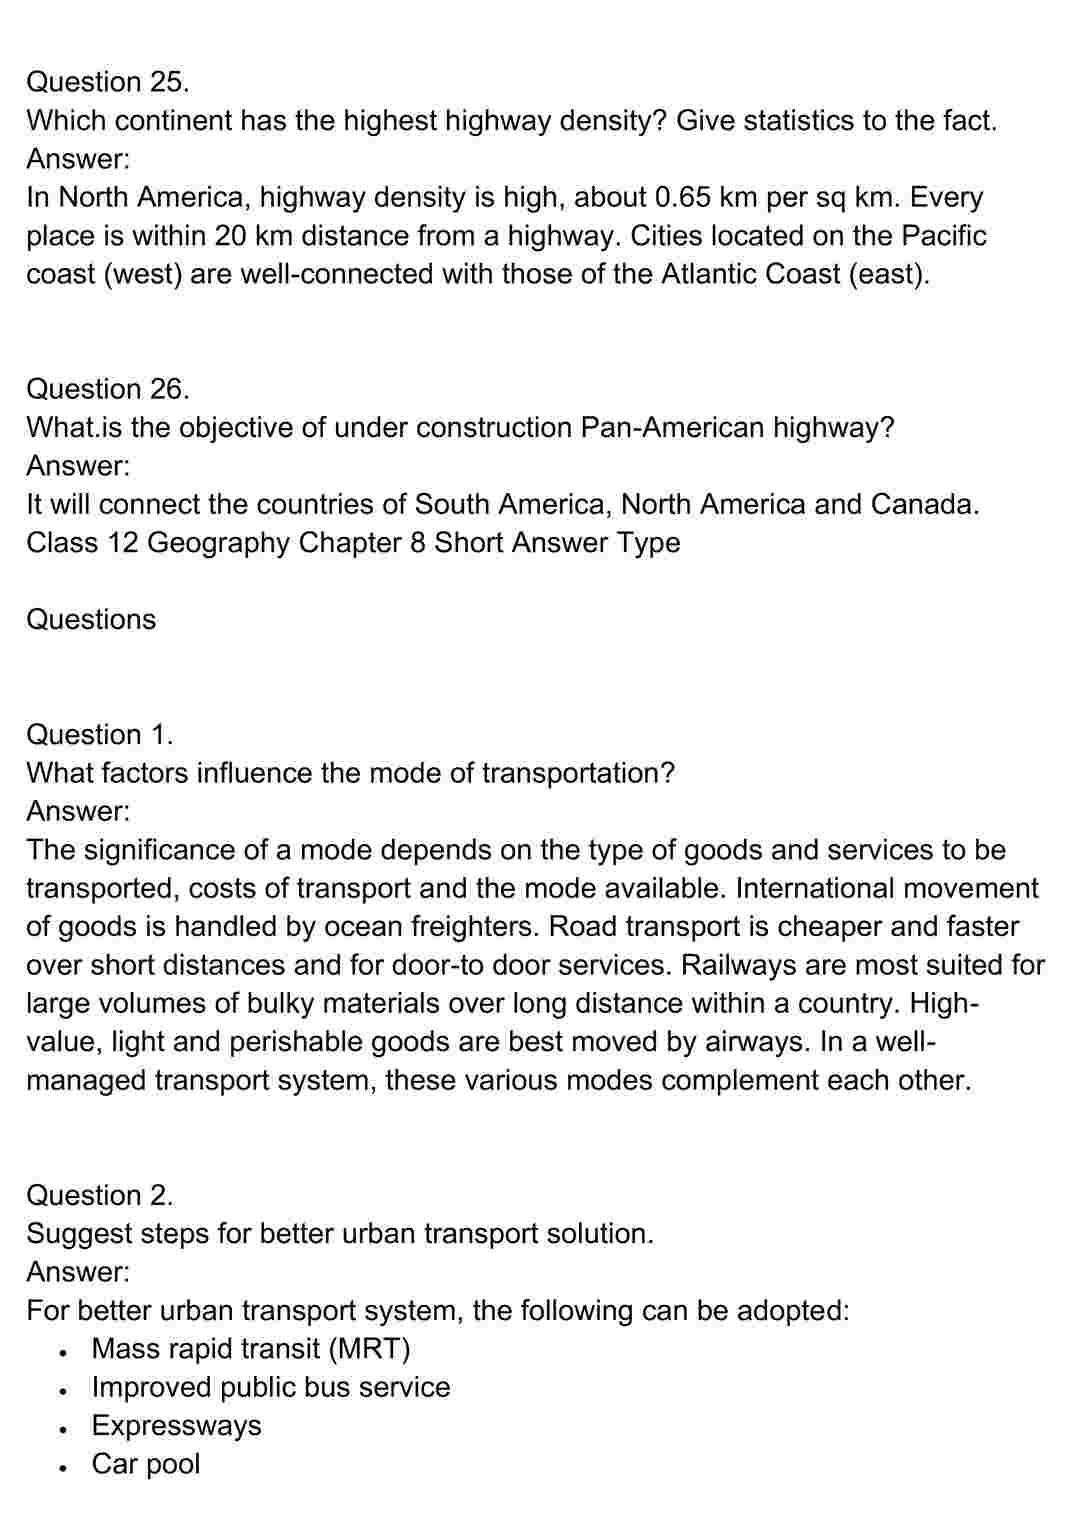 Question 25.
Which continent has the highest highway density? Give statistics to the fact.
Answer:
In North America, highway density is high, about 0.65 km per sq km. Every
place is within 20 km distance from a highway. Cities located on the Pacific
coast (west) are well-connected with those of the Atlantic Coast (east).
Question 26.
What.is the objective of under construction Pan-American highway?
Answer:
It will connect the countries of South America, North America and Canada.
Class 12 Geography Chapter 8 Short Answer Type
Questions
Question 1.
What factors influence the mode of transportation?
Answer:
The significance of a mode depends on the type of goods and services to be
transported, costs of transport and the mode available. International movement
of goods is handled by ocean freighters. Road transport is cheaper and faster
over short distances and for door-to door services. Railways are most suited for
large volumes of bulky materials over long distance within a country. High-
value, light and perishable goods are best moved by airways. In a well-
managed transport system, these various modes complement each other.
Question 2.
Suggest steps for better urban transport solution.
Answer:
For better urban transport system, the following can be adopted:
• Mass rapid transit (MRT)
• Improved public bus service
• Expressways
• Car pool